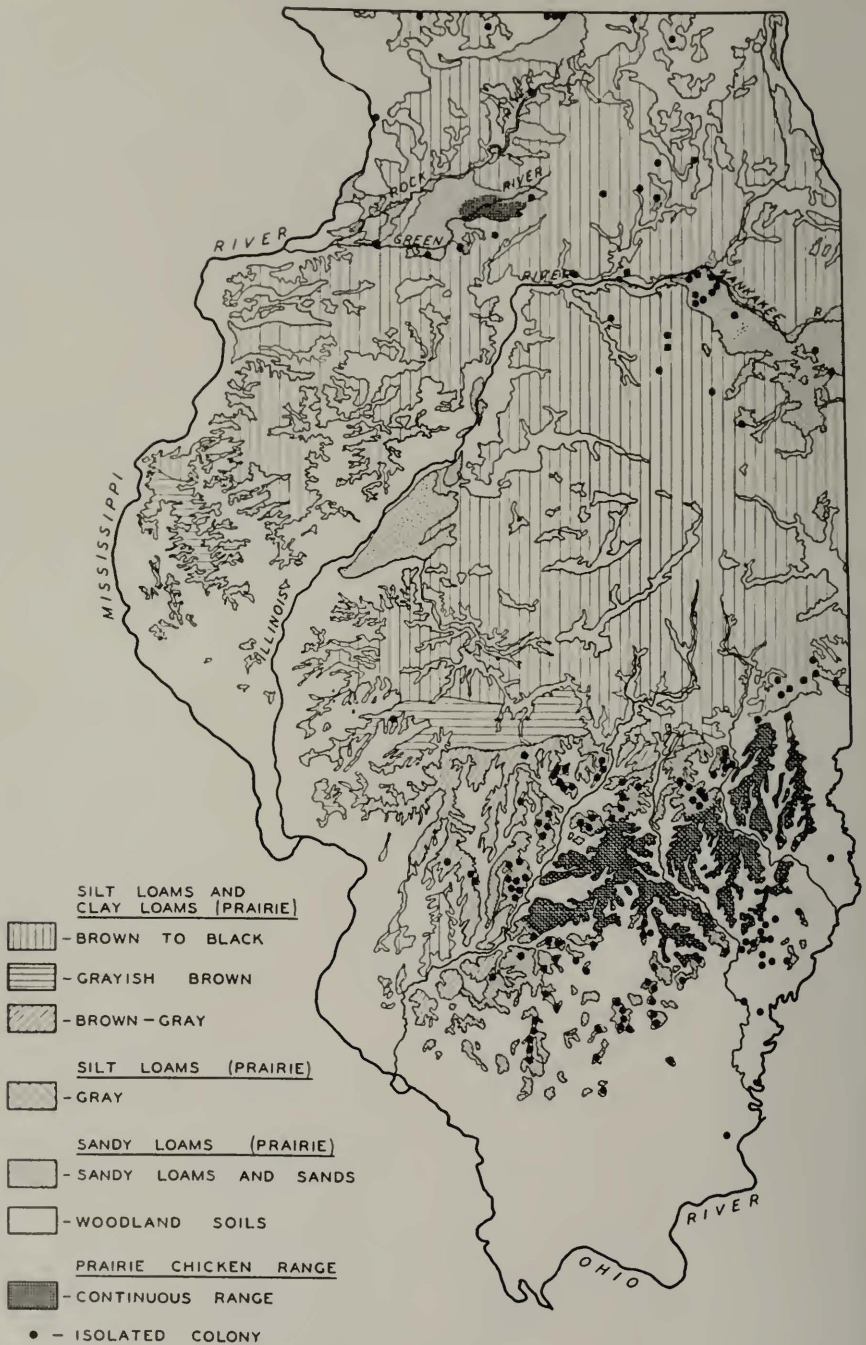 ROCK
RIVER
RIVER
GREEN
RIVER
KANKAKEE
R
MISSISSIPPI
ILLINOIS
SILT LOAMS AND
CLAY LOAMS (PRAIRIE)
- BROWN TO BLACK
- GRAYISH BROWN
- BROWN-GRAY
SILT LOAMS (PRAIRIE)
- GRAY
SANDY LOAMS (PRAIRIE)
- SANDY LOAMS AND SANDS
- WOODLAND SOILS
PRAIRIE CHICKEN RANGE
- CONTINUOUS RANGE
- ISOLATED COLONY
OHIO
RIVER